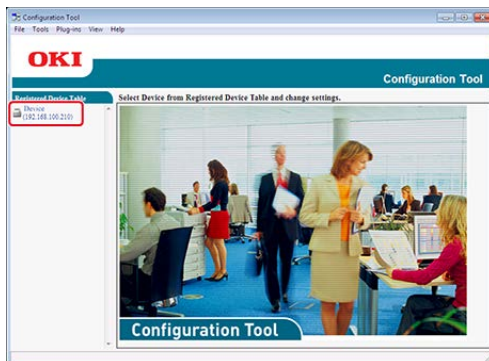 Configuration Tool
File Tools Plug-ins View Help
OKI
Configuration Tool
Registered Device Table
Select Device from Registered Device Table and change settings.
Device
(192.168.100.210)
Configuration Tool